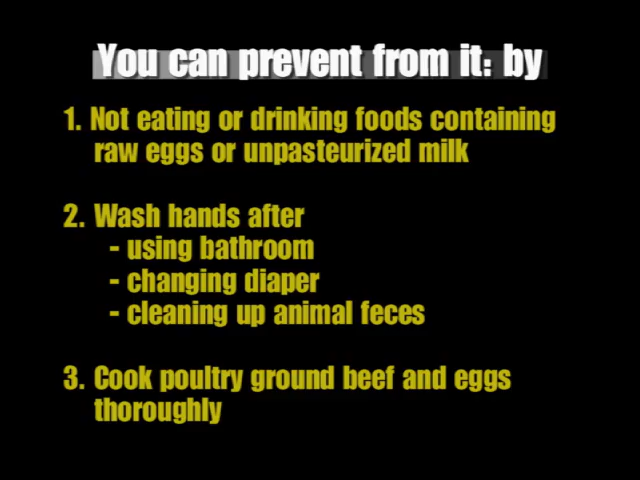 You can prevent from it: by
1. Not eating or drinking foods containing
raw eggs or unpasteurized milk
2. Wash hands after
- using bathroom
- changing diaper
- cleaning up animal feces
3. Cook poultry ground beef and eggs
thoroughly